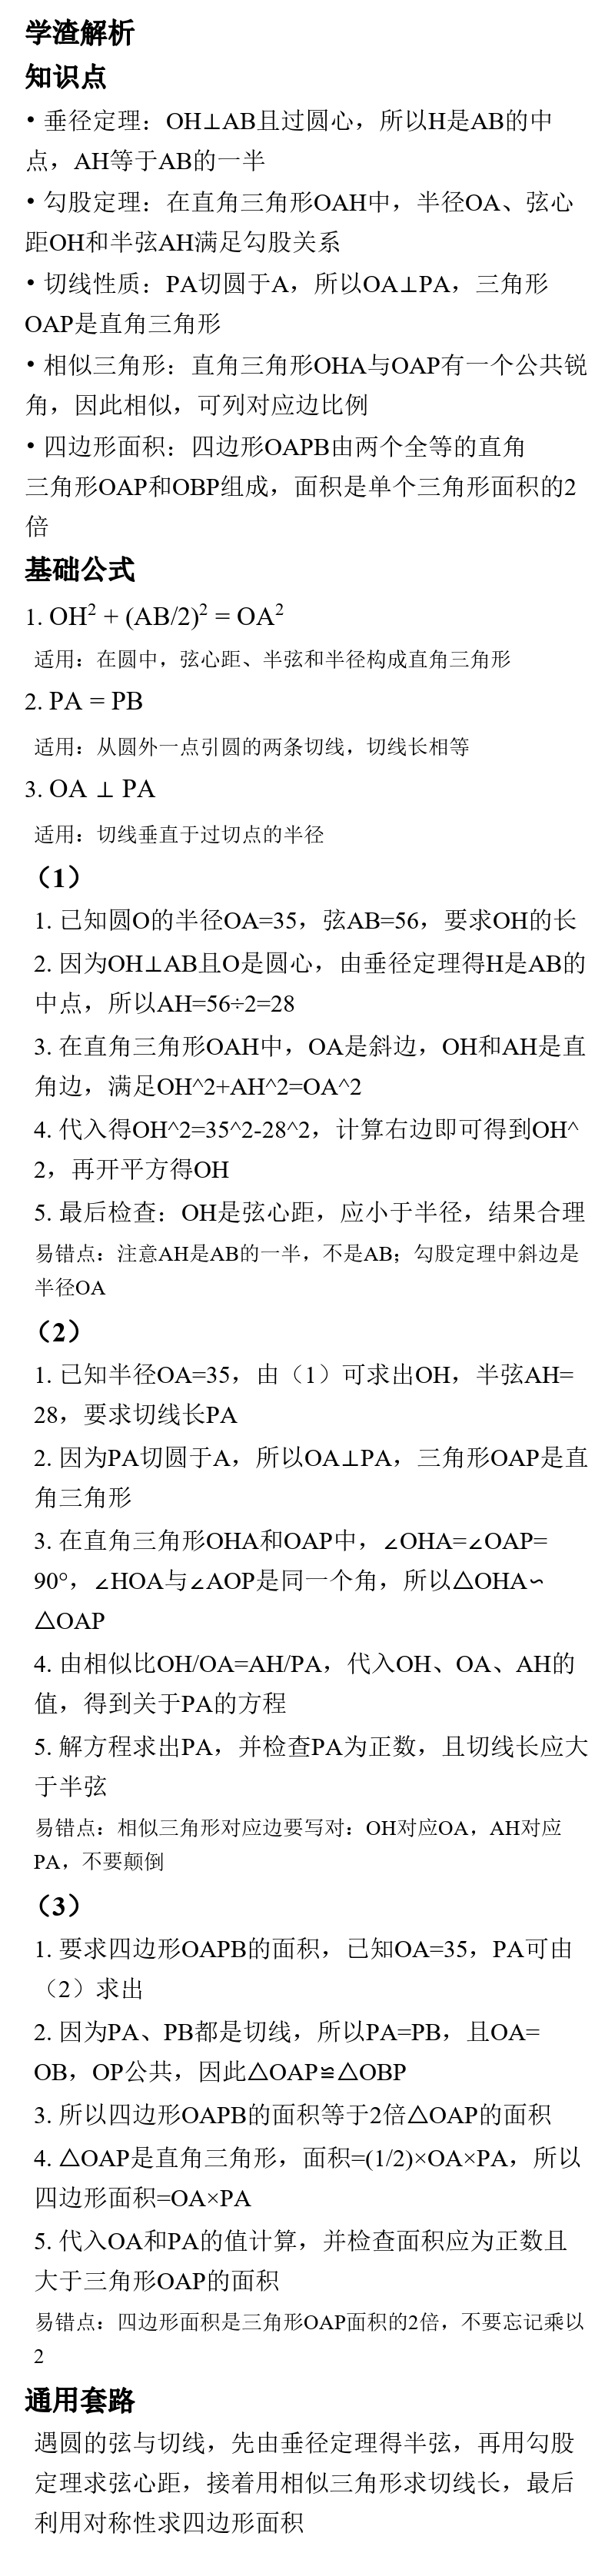 学渣解析
知识点
• 垂径定理：OH⊥AB且过圆心，所以H是AB的中
点，AH等于AB的一半
• 勾股定理：在直角三角形OAH中，半径OA、弦心
距OH和半弦AH满足勾股关系
• 切线性质：PA切圆于A，所以OA⊥PA，三角形
OAP是直角三角形
• 相似三角形：直角三角形OHA与OAP有一个公共锐
角，因此相似，可列对应边比例
• 四边形面积：四边形OAPB由两个全等的直角
三角形OAP和OBP组成，面积是单个三角形面积的2
倍
基础公式
1. OH² + (AB/2)² = OA²
适用：在圆中，弦心距、半弦和半径构成直角三角形
2. PA = PB
适用：从圆外一点引圆的两条切线，切线长相等
3. OA ⊥ PA
适用：切线垂直于过切点的半径
（1）
1. 已知圆O的半径OA=35，弦AB=56，要求OH的长
2. 因为OH⊥AB且O是圆心，由垂径定理得H是AB的
中点，所以AH=56÷2=28
3. 在直角三角形OAH中，OA是斜边，OH和AH是直
角边，满足OH^2+AH^2=OA^2
4. 代入得OH^2=35^2-28^2，计算右边即可得到OH^
2，再开平方得OH
5. 最后检查：OH是弦心距，应小于半径，结果合理
易错点：注意AH是AB的一半，不是AB；勾股定理中斜边是
半径OA
（2）
1. 已知半径OA=35，由（1）可求出OH，半弦AH=
28，要求切线长PA
2. 因为PA切圆于A，所以OA⊥PA，三角形OAP是直
角三角形
3. 在直角三角形OHA和OAP中，∠OHA=∠OAP=
90°，∠HOA与∠AOP是同一个角，所以△OHA∽
△OAP
4. 由相似比OH/OA=AH/PA，代入OH、OA、AH的
值，得到关于PA的方程
5. 解方程求出PA，并检查PA为正数，且切线长应大
于半弦
易错点：相似三角形对应边要写对：OH对应OA，AH对应
PA，不要颠倒
（3）
1. 要求四边形OAPB的面积，已知OA=35，PA可由
（2）求出
2. 因为PA、PB都是切线，所以PA=PB，且OA=
OB，OP公共，因此△OAP≌△OBP
3. 所以四边形OAPB的面积等于2倍△OAP的面积
4. △OAP是直角三角形，面积=(1/2)×OA×PA，所以
四边形面积=OA×PA
5. 代入OA和PA的值计算，并检查面积应为正数且
大于三角形OAP的面积
易错点：四边形面积是三角形OAP面积的2倍，不要忘记乘以
2
通用套路
遇圆的弦与切线，先由垂径定理得半弦，再用勾股
定理求弦心距，接着用相似三角形求切线长，最后
利用对称性求四边形面积